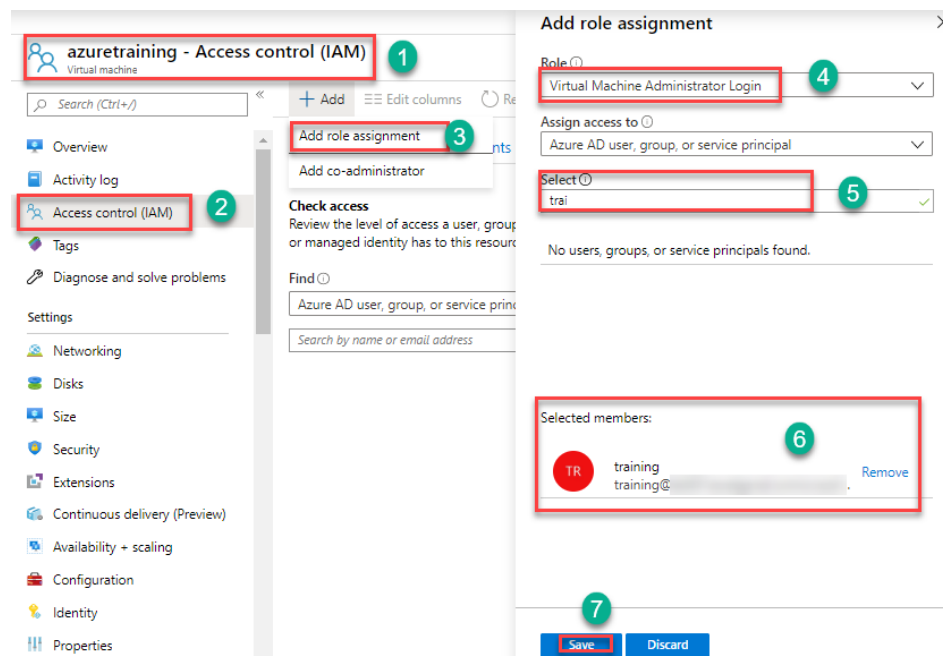 azuretraining - Access control (IAM)
Virtual machine
1
Search (Ctrl+/)
«
Overview
Activity log
Access control (IAM)
2
Tags
Diagnose and solve problems
Settings
Networking
Disks
Size
Security
Extensions
Continuous delivery (Preview)
Availability + scaling
Configuration
Identity
Properties
+ Add
Edit columns
Add role assignment
3
Add co-administrator
Check access
Review the level of access a user, group
or managed identity has to this
Find
Azure AD user, group, or service
Search by name or email address
Add role assignment
Role
Virtual Machine Administrator Login
4
Assign access to
Azure AD user, group, or service principal
Select
5
trai
No users, groups, or service principals found.
Selected members:
6
TR
training
training@
Remove
7
Save
Discard